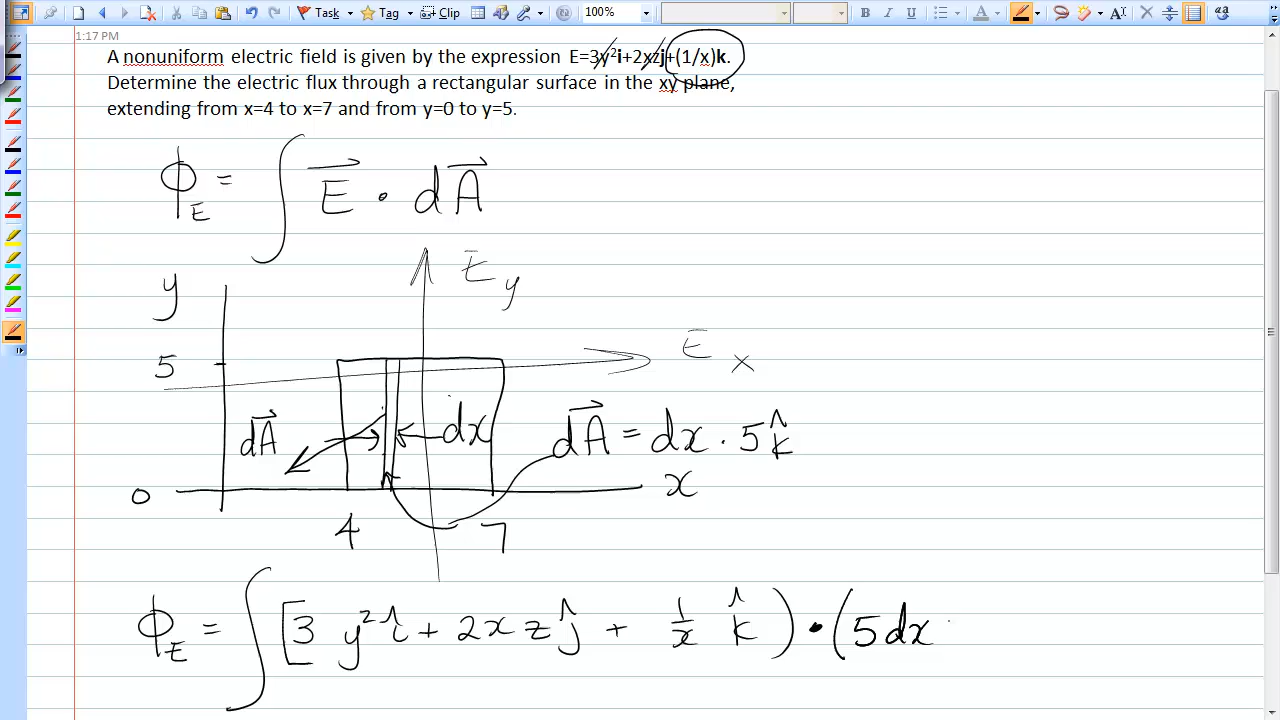 Task Tag Clip 100% B I U A
1:17 PM
A nonuniform electric field is given by the expression E=3y²i+2xzj+(1/x)k.
Determine the electric flux through a rectangular surface in the xy plane,
extending from x=4 to x=7 and from y=0 to y=5.
Φ_E = ∫ E⃗ · dA⃗
E_y
y
5
E_x
dA⃗
dx
dA⃗ = dx · 5k̂
0
x
4 7
Φ_E = ∫ [3 y² î + 2x z ĵ + 1/x k̂ ) · (5dx